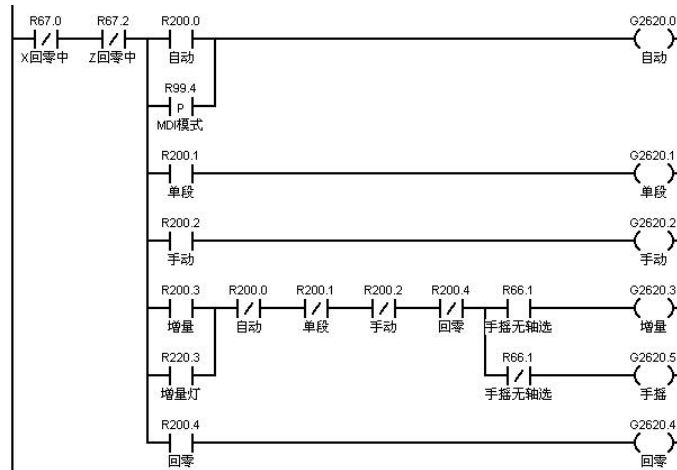 R67.0 R67.2 R200.0 G2620.0
X回零中 Z回零中 自动 自动
R99.4
P
MDI模式
R200.1 G2620.1
单段 单段
R200.2 G2620.2
手动 手动
R200.3 R200.0 R200.1 R200.2 R200.4 R66.1 G2620.3
增量 自动 单段 手动 回零 手摇无轴选 增量
R220.3 R66.1 G2620.5
增量灯 手摇无轴选 手摇
R200.4 G2620.4
回零 回零